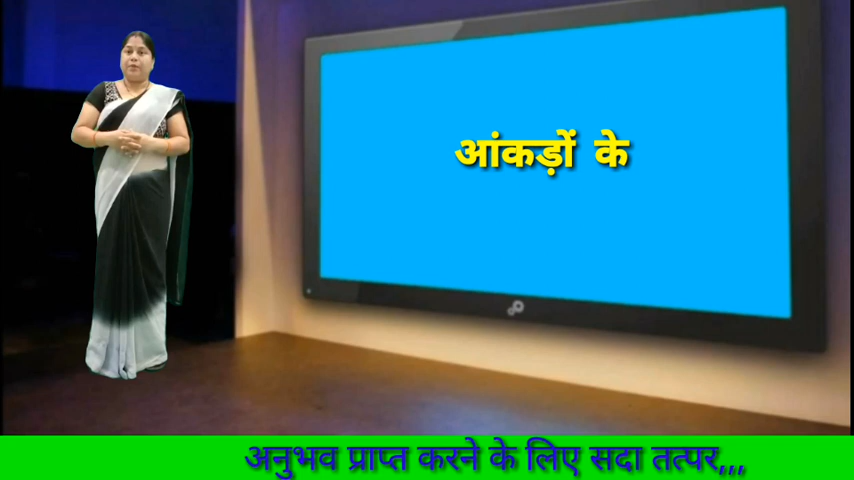 आंकड़ों के
अनुभव प्राप्त करने के लिए सदा तत्पर,,,